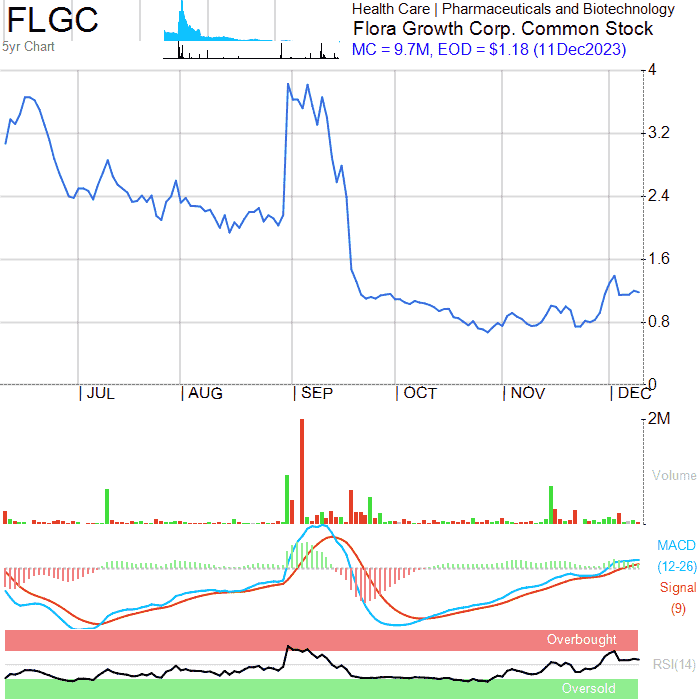 FLGC
5yr Chart
Health Care | Pharmaceuticals and Biotechnology
Flora Growth Corp. Common Stock
MC = 9.7M, EOD = $1.18 (11Dec2023)
4
3.2
2.4
1.6
0.8
0
JUL AUG SEP OCT NOV DEC
2M
Volume
MACD
(12-26)
Signal
(9)
Overbought
RSI(14)
Oversold